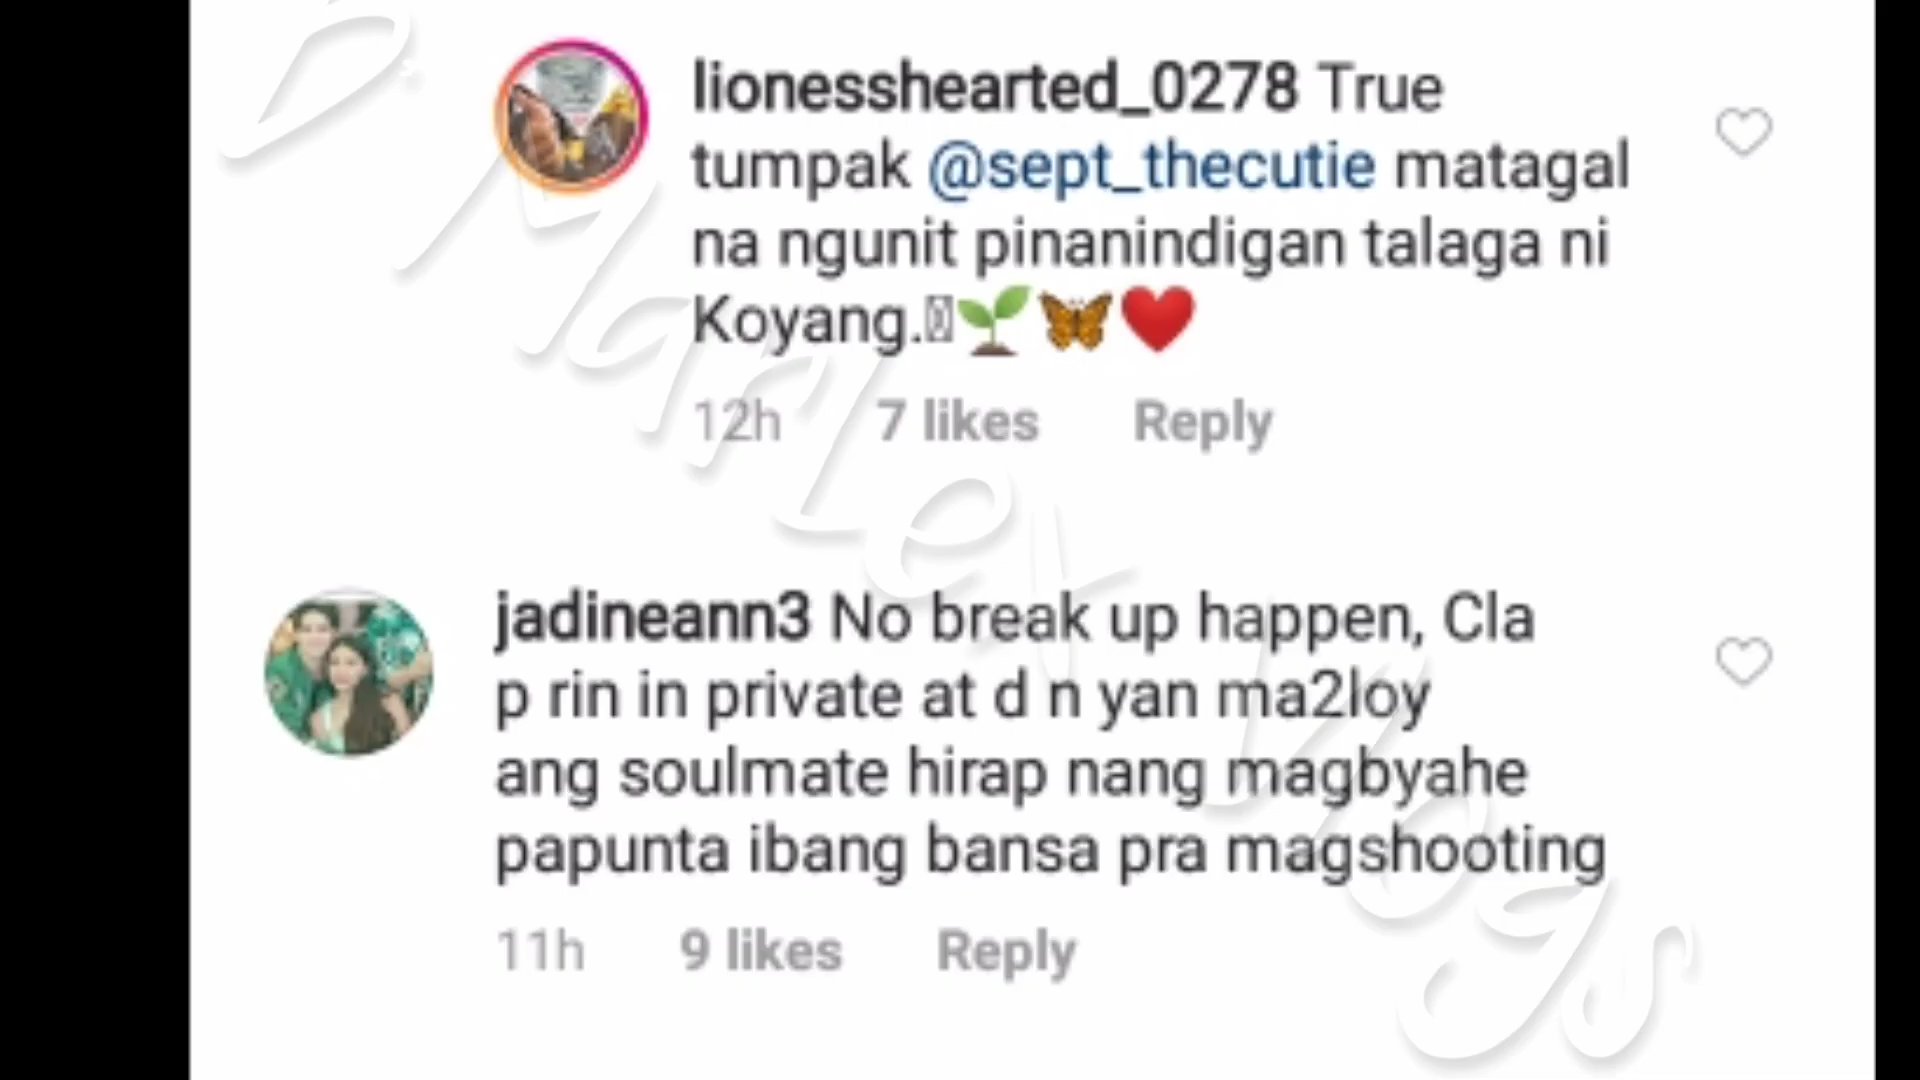 lionesshearted_0278 True
tumpak @sept_thecutie matagal
na ngunit pinanindigan talaga ni
Koyang.🌱🦋❤️
12h 7 likes Reply
jadineann3 No break up happen, Cla
p rin in private at d n yan ma2loy
ang soulmate hirap nang magbyahe
papunta ibang bansa pra magshooting
11h 9 likes Reply
B. MarLex Vlogs